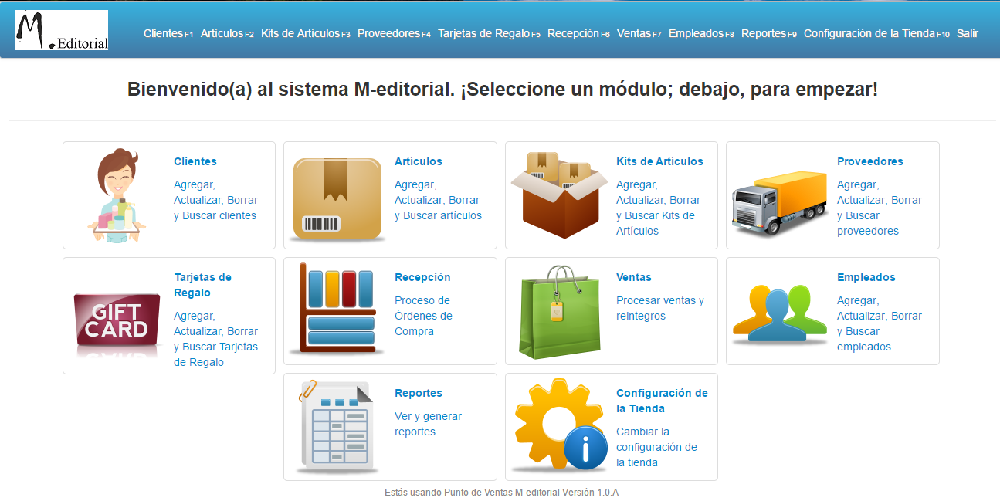 M.Editorial
Clientes F1 Artículos F2 Kits de Artículos F3 Proveedores F4 Tarjetas de Regalo F5 Recepción F6 Ventas F7 Empleados F8 Reportes F9 Configuración de la Tienda F10 Salir
Bienvenido(a) al sistema M-editorial. ¡Seleccione un módulo; debajo, para empezar!
Clientes
Agregar,
Actualizar, Borrar
y Buscar clientes
Artículos
Agregar,
Actualizar, Borrar
y Buscar artículos
Kits de Artículos
Agregar,
Actualizar, Borrar
y Buscar Kits de
Artículos
Proveedores
Agregar,
Actualizar, Borrar
y Buscar
proveedores
GIFT
CARD
Tarjetas de
Regalo
Agregar,
Actualizar, Borrar
y Buscar Tarjetas
de Regalo
Recepción
Proceso de
Órdenes de
Compra
Ventas
Procesar ventas y
reintegros
Empleados
Agregar,
Actualizar, Borrar
y Buscar
empleados
Reportes
Ver y generar
reportes
Configuración de
la Tienda
Cambiar la
configuración de
la tienda
Estás usando Punto de Ventas M-editorial Versión 1.0.A